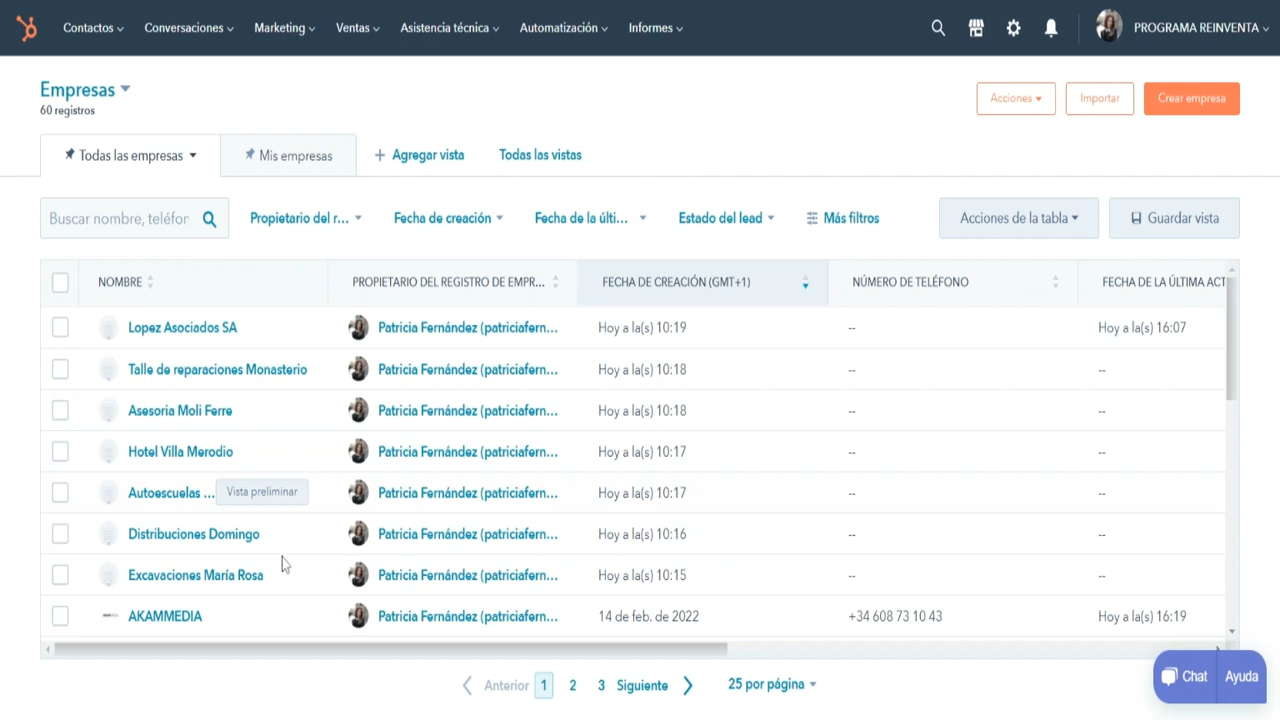 Contactos Conversaciones Marketing Ventas Asistencia técnica Automatización Informes PROGRAMA REINVENTA
Empresas
60 registros
Acciones Importar Crear empresa
Todas las empresas Mis empresas + Agregar vista Todas las vistas
Buscar nombre, teléfor Propietario del r... Fecha de creación Fecha de la últi... Estado del lead Más filtros Acciones de la tabla Guardar vista
NOMBRE PROPIETARIO DEL REGISTRO DE EMPR... FECHA DE CREACIÓN (GMT+1) NÚMERO DE TELÉFONO FECHA DE LA ÚLTIMA ACT
Lopez Asociados SA Patricia Fernández (patriciafern... Hoy a la(s) 10:19 -- Hoy a la(s) 16:07
Talle de reparaciones Monasterio Patricia Fernández (patriciafern... Hoy a la(s) 10:18 -- --
Asesoria Moli Ferre Patricia Fernández (patriciafern... Hoy a la(s) 10:18 -- --
Hotel Villa Merodio Patricia Fernández (patriciafern... Hoy a la(s) 10:17 -- --
Autoescuelas ... Vista preliminar Patricia Fernández (patriciafern... Hoy a la(s) 10:17 -- --
Distribuciones Domingo Patricia Fernández (patriciafern... Hoy a la(s) 10:16 -- --
Excavaciones María Rosa Patricia Fernández (patriciafern... Hoy a la(s) 10:15 -- --
AKAMMEDIA Patricia Fernández (patriciafern... 14 de feb. de 2022 +34 608 73 10 43 Hoy a la(s) 16:19
Anterior 1 2 3 Siguiente 25 por página
Chat Ayuda